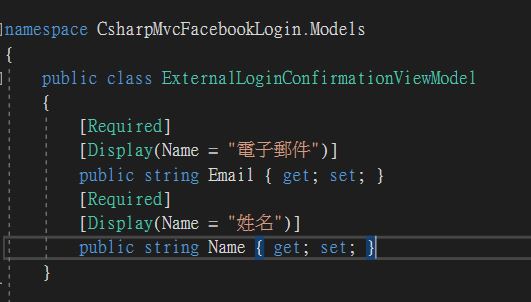 namespace CsharpMvcFacebookLogin.Models
{
public class ExternalLoginConfirmationViewModel
{
[Required]
[Display(Name = "電子郵件")]
public string Email { get; set; }
[Required]
[Display(Name = "姓名")]
public string Name { get; set; }
}